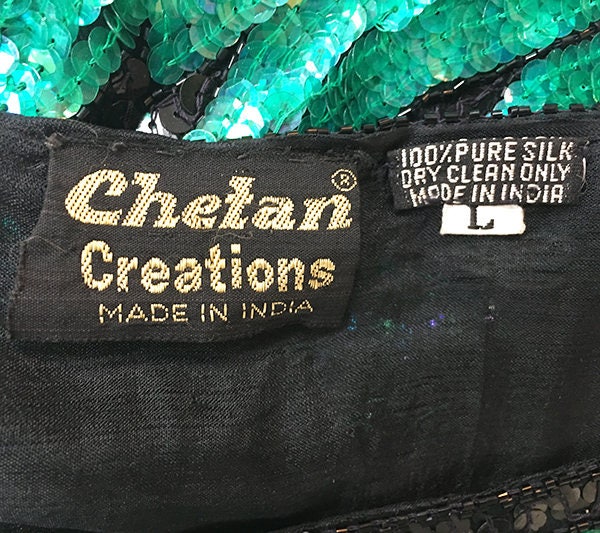 Chetan®
Creations
MADE IN INDIA
100% PURE SILK
DRY CLEAN ONLY
MADE IN INDIA
L